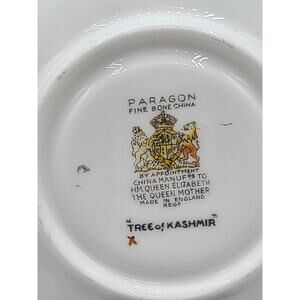 PARAGON
FINE BONE CHINA
BY APPOINTMENT
CHINA MANUFRS TO
H.M. QUEEN ELIZABETH
THE QUEEN MOTHER
MADE IN ENGLAND
REGD
"TREE of KASHMIR"